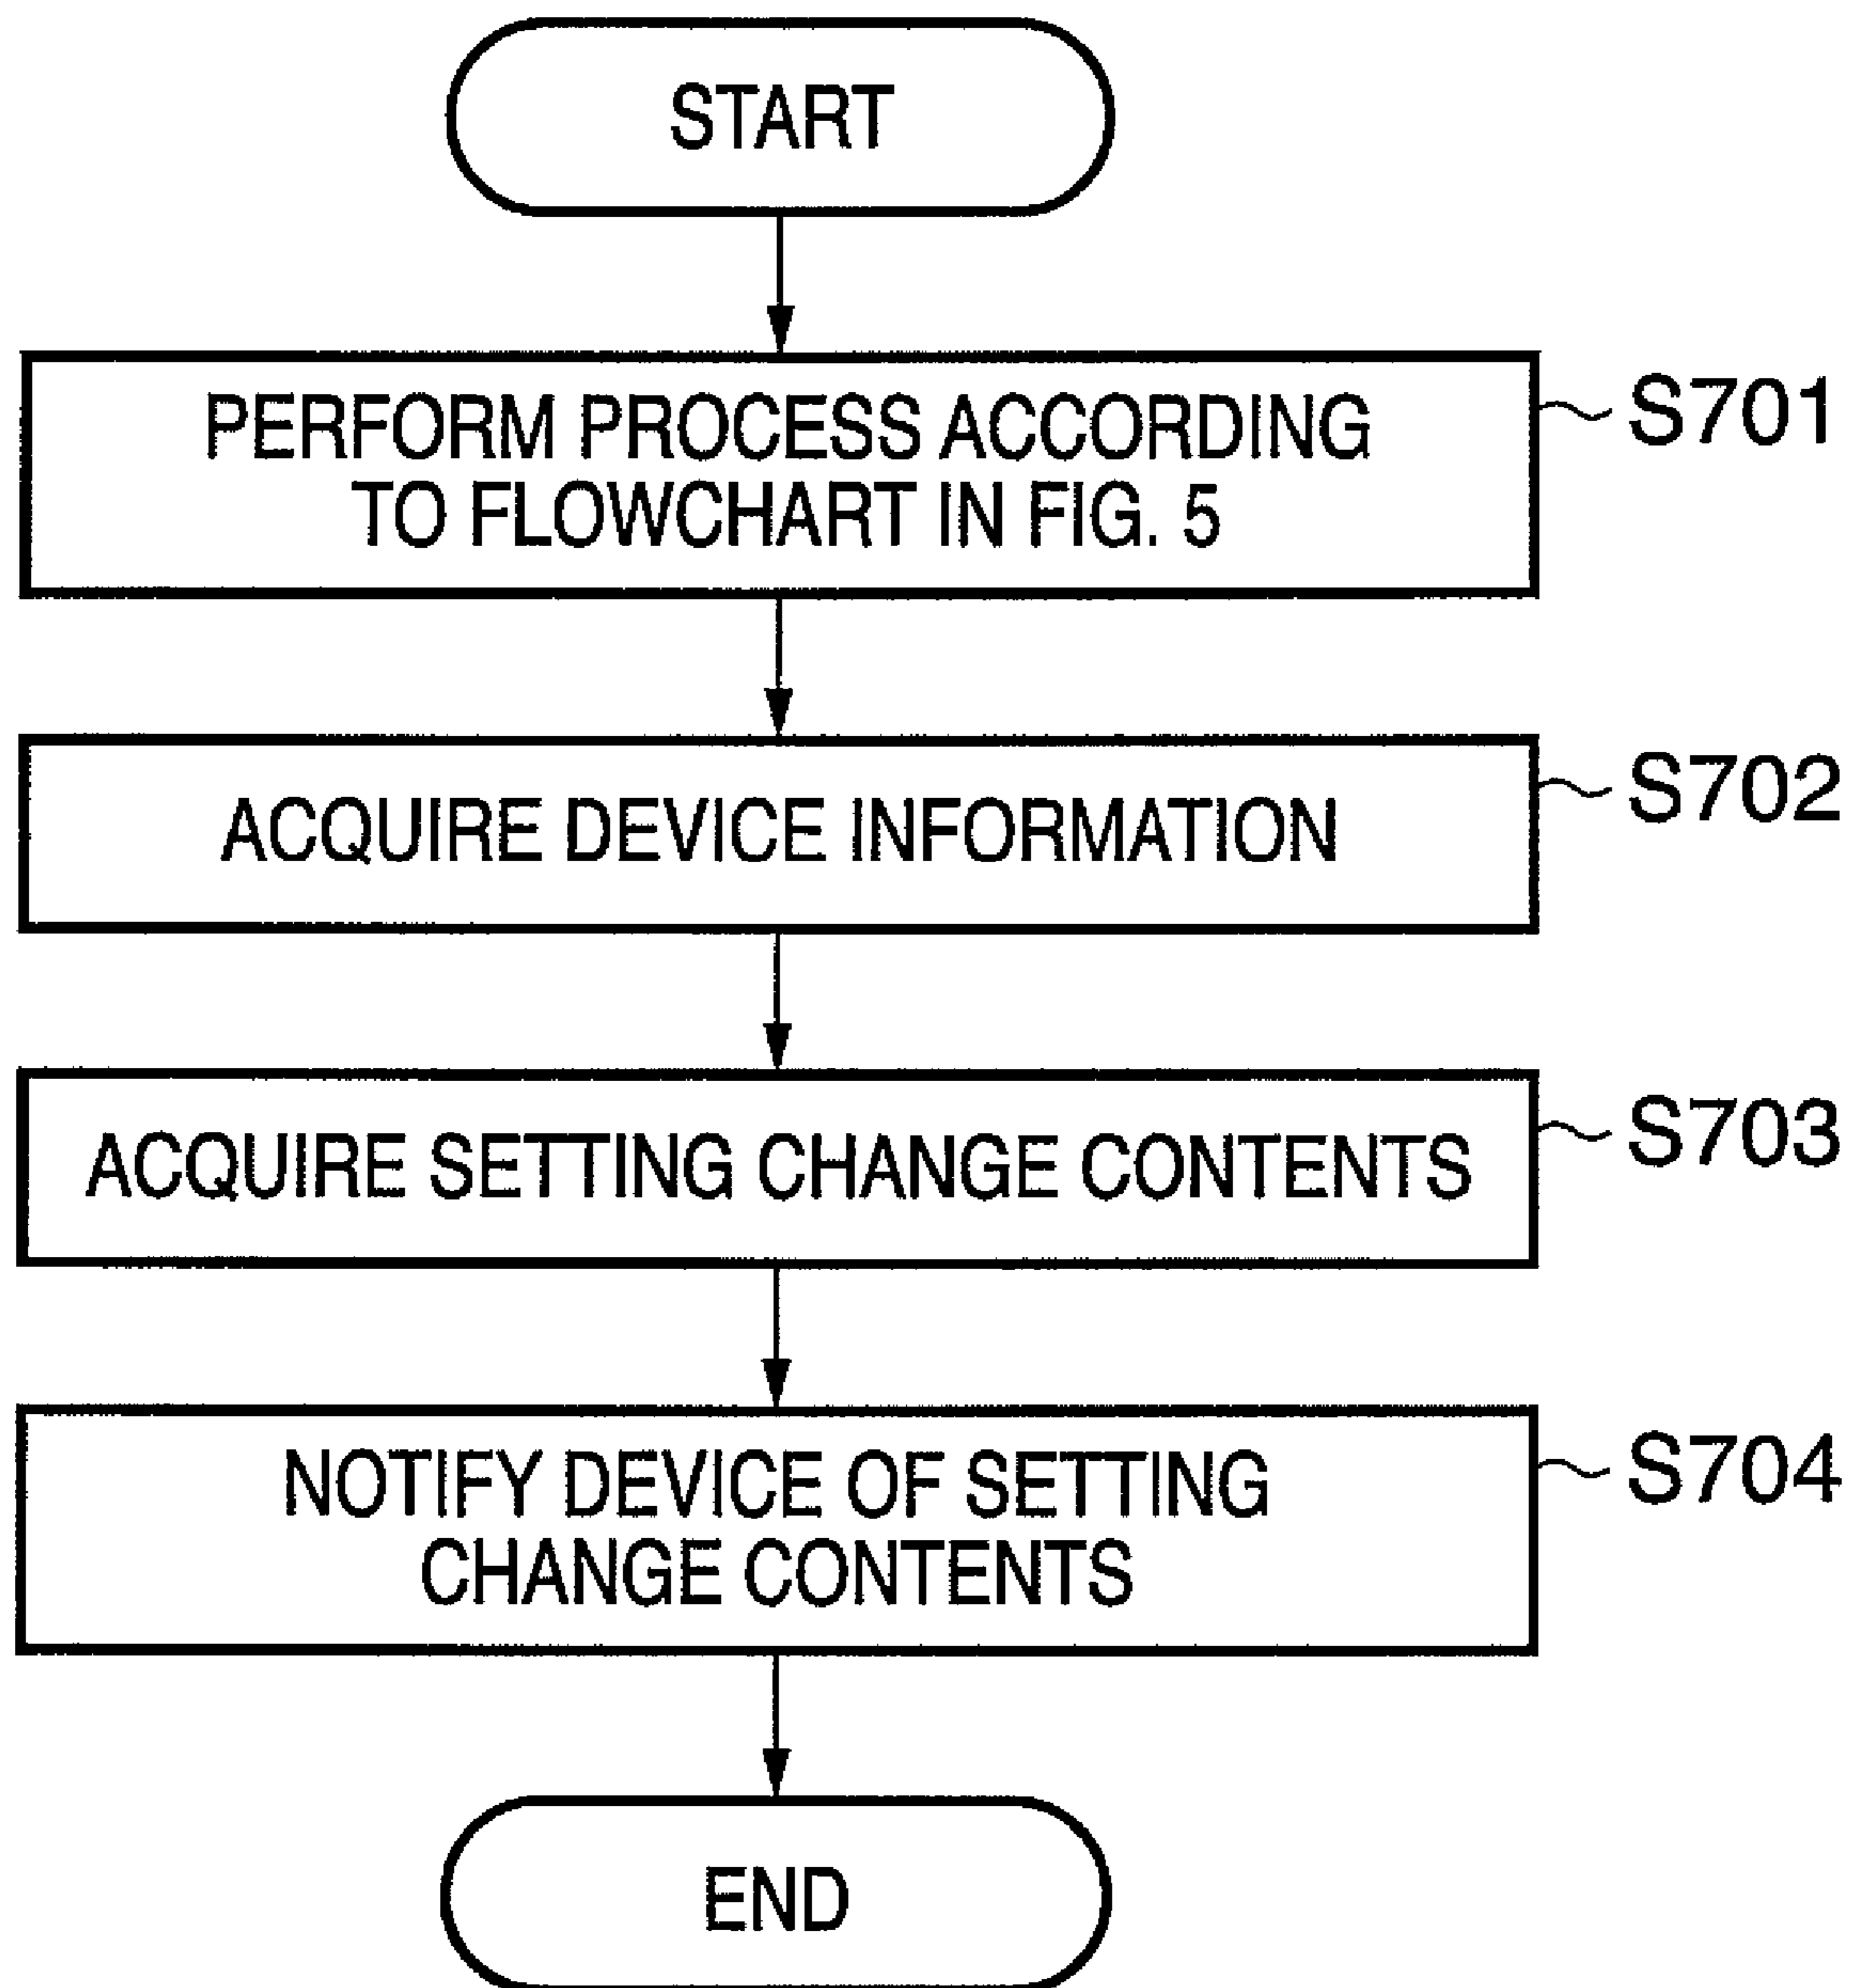 START
PERFORM PROCESS ACCORDING
TO FLOWCHART IN FIG. 5
S701
ACQUIRE DEVICE INFORMATION
S702
ACQUIRE SETTING CHANGE CONTENTS
S703
NOTIFY DEVICE OF SETTING
CHANGE CONTENTS
S704
END